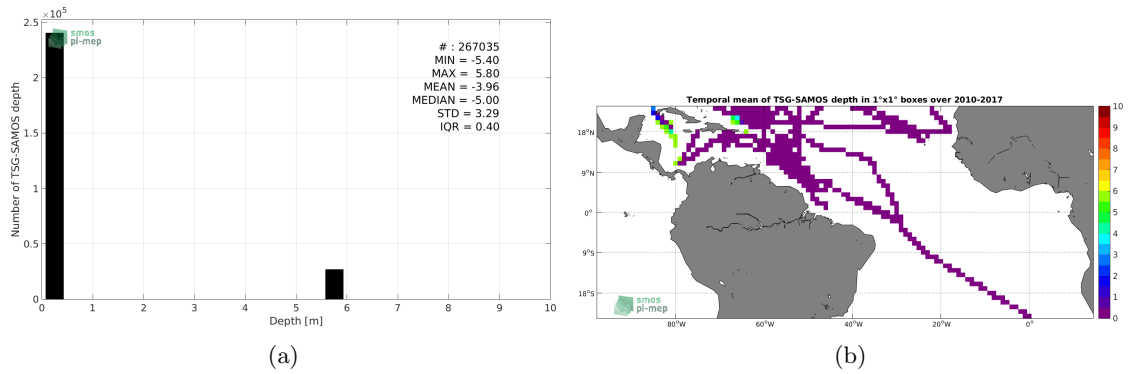 2.5
×10⁵
2
1.5
1
0.5
0
Number of TSG-SAMOS depth
smos
pi-mep
# : 267035
MIN = -5.40
MAX = 5.80
MEAN = -3.96
MEDIAN = -5.00
STD = 3.29
IQR = 0.40
0 1 2 3 4 5 6 7 8 9 10
Depth [m]
(a)
Temporal mean of TSG-SAMOS depth in 1°x1° boxes over 2010-2017
18°N
9°N
0°
9°S
18°S
smos
pi-mep
80°W 60°W 40°W 20°W 0°
10
9
8
7
6
5
4
3
2
1
0
(b)